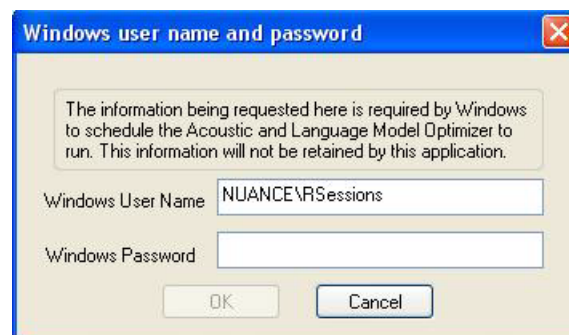 Windows user name and password
The information being requested here is required by Windows
to schedule the Acoustic and Language Model Optimizer to
run. This information will not be retained by this application.
Windows User Name NUANCE\RSessions
Windows Password
OK Cancel